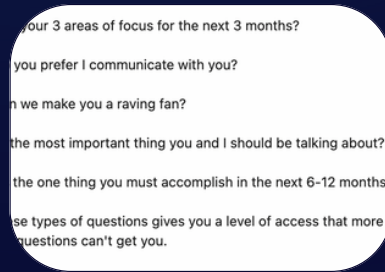 your 3 areas of focus for the next 3 months?
you prefer I communicate with you?
we make you a raving fan?
the most important thing you and I should be talking about?
the one thing you must accomplish in the next 6-12 months
types of questions gives you a level of access that more
questions can't get you.